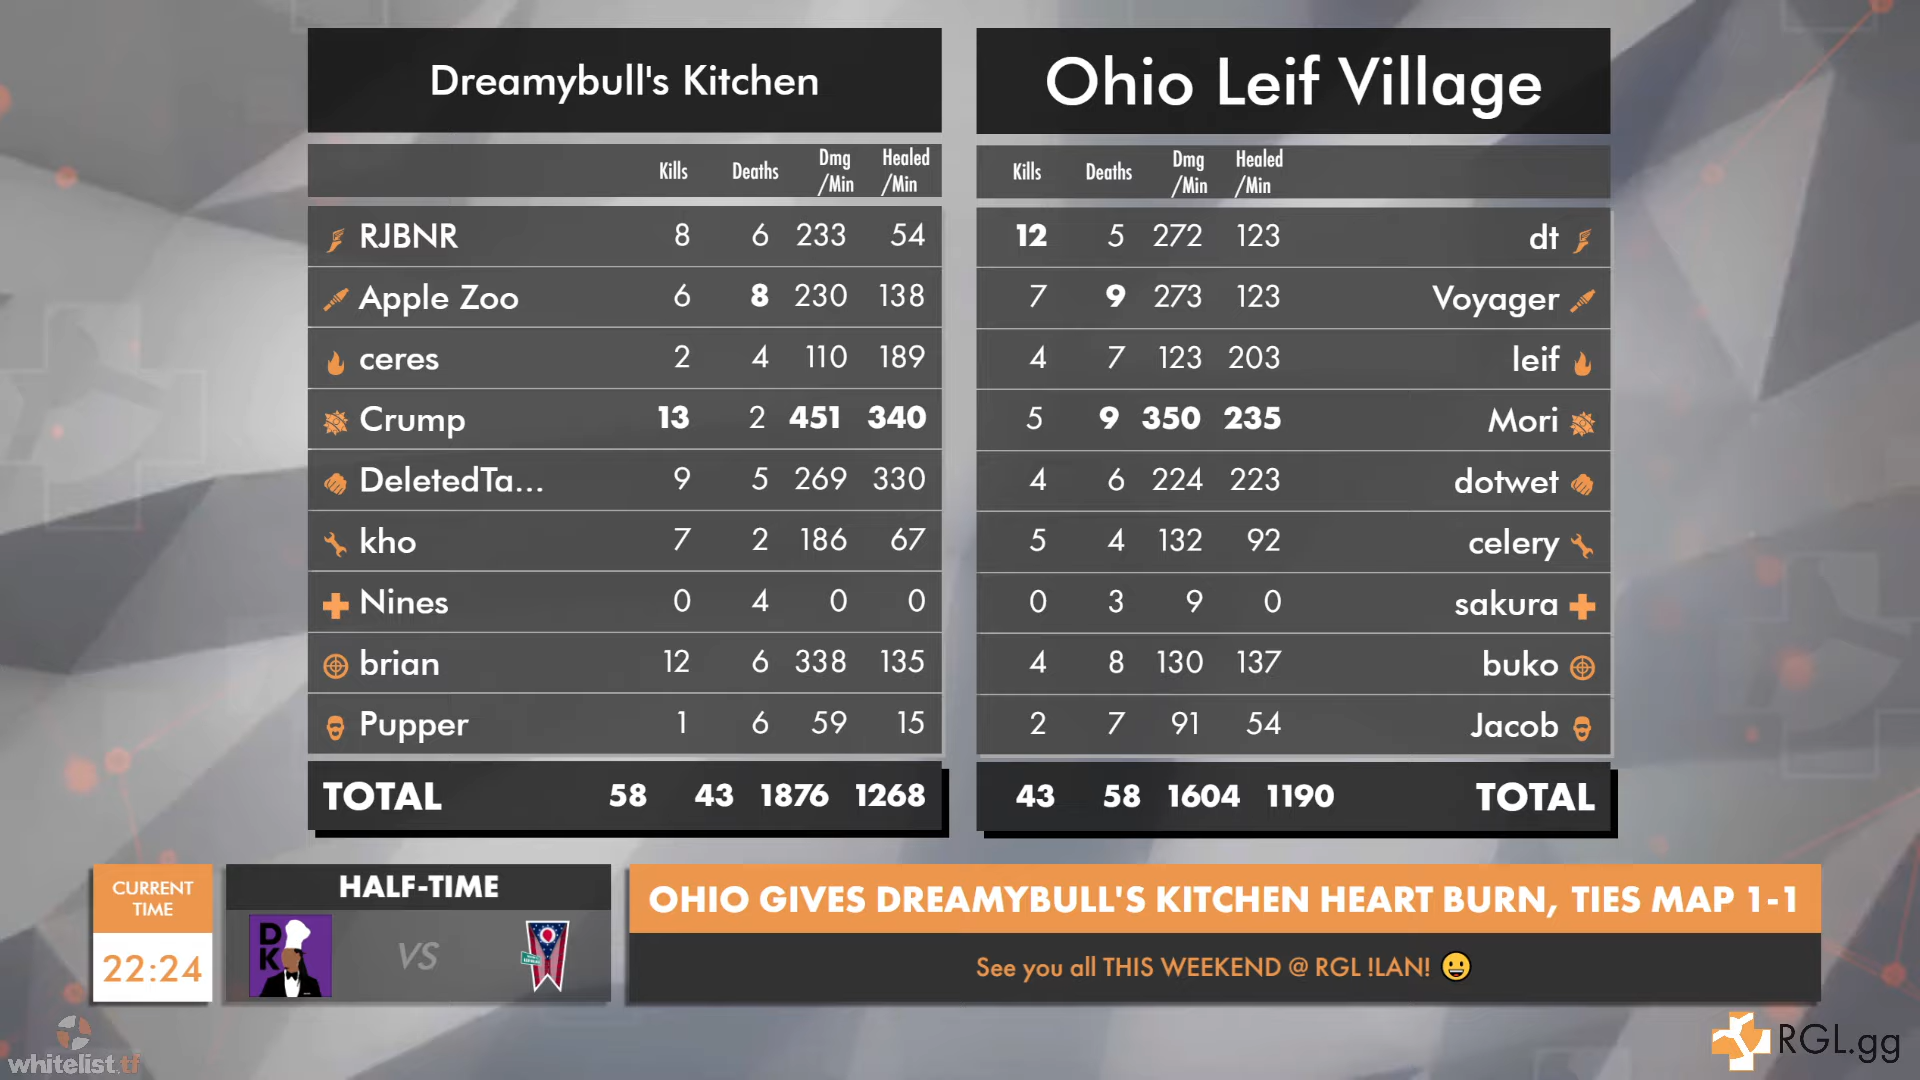 Dreamybull's Kitchen
Ohio Leif Village
Kills Deaths Dmg /Min Healed /Min
Kills Deaths Dmg /Min Healed /Min
RJBNR 8 6 233 54
Apple Zoo 6 8 230 138
ceres 2 4 110 189
Crump 13 2 451 340
DeletedTa... 9 5 269 330
kho 7 2 186 67
Nines 0 4 0 0
brian 12 6 338 135
Pupper 1 6 59 15
TOTAL 58 43 1876 1268
12 5 272 123 dt
7 9 273 123 Voyager
4 7 123 203 leif
5 9 350 235 Mori
4 6 224 223 dotwet
5 4 132 92 celery
0 3 9 0 sakura
4 8 130 137 buko
2 7 91 54 Jacob
43 58 1604 1190 TOTAL
CURRENT
TIME
22:24
HALF-TIME
DK
VS
OHIO GIVES DREAMYBULL'S KITCHEN HEART BURN, TIES MAP 1-1
See you all THIS WEEKEND @ RGL !LAN! 😀
whitelist.tf
RGL.gg